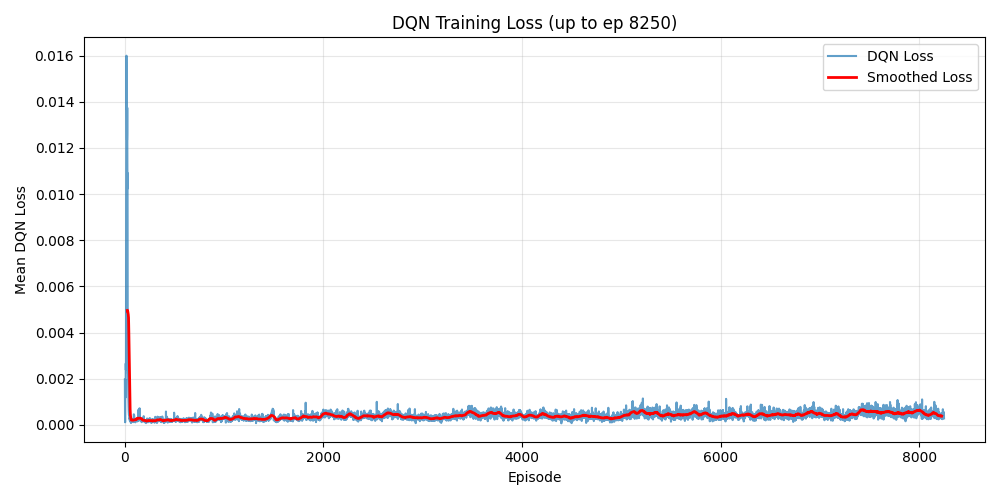 DQN Training Loss (up to ep 8250)
DQN Loss
Smoothed Loss
Mean DQN Loss
0.016
0.014
0.012
0.010
0.008
0.006
0.004
0.002
0.000
0
2000
4000
6000
8000
Episode